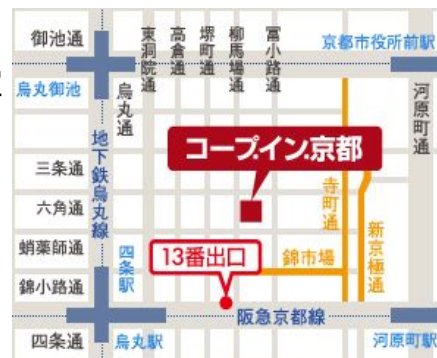 御池通
東洞院通
高倉通
堺町通
柳馬場通
冨小路通
京都市役所前駅
烏丸御池
烏丸通
河原町通
地下鉄烏丸線
コープ・イン・京都
三条通
六角通
寺町通
新京極通
蛸薬師通
四条駅
13番出口
錦市場
錦小路通
阪急京都線
四条通
烏丸駅
河原町駅